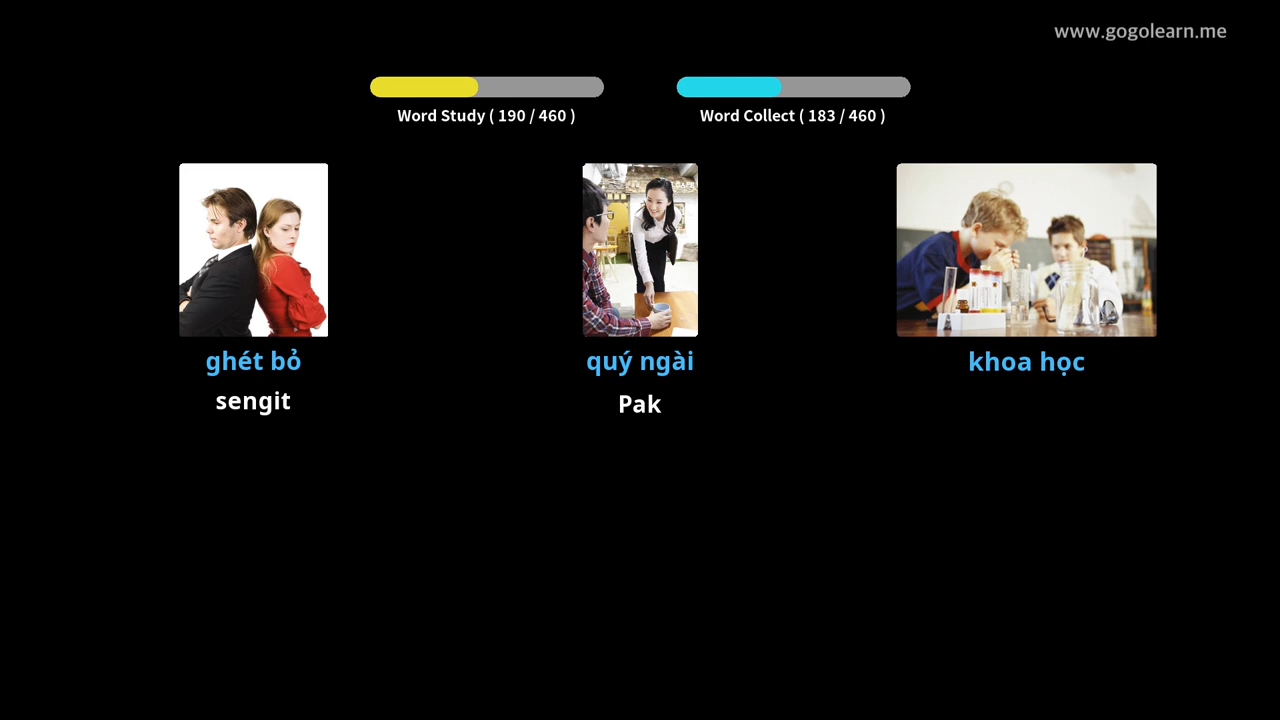 www.gogolearn.me
Word Study ( 190 / 460 )
Word Collect ( 183 / 460 )
ghét bỏ
quý ngài
khoa học
sengit
Pak